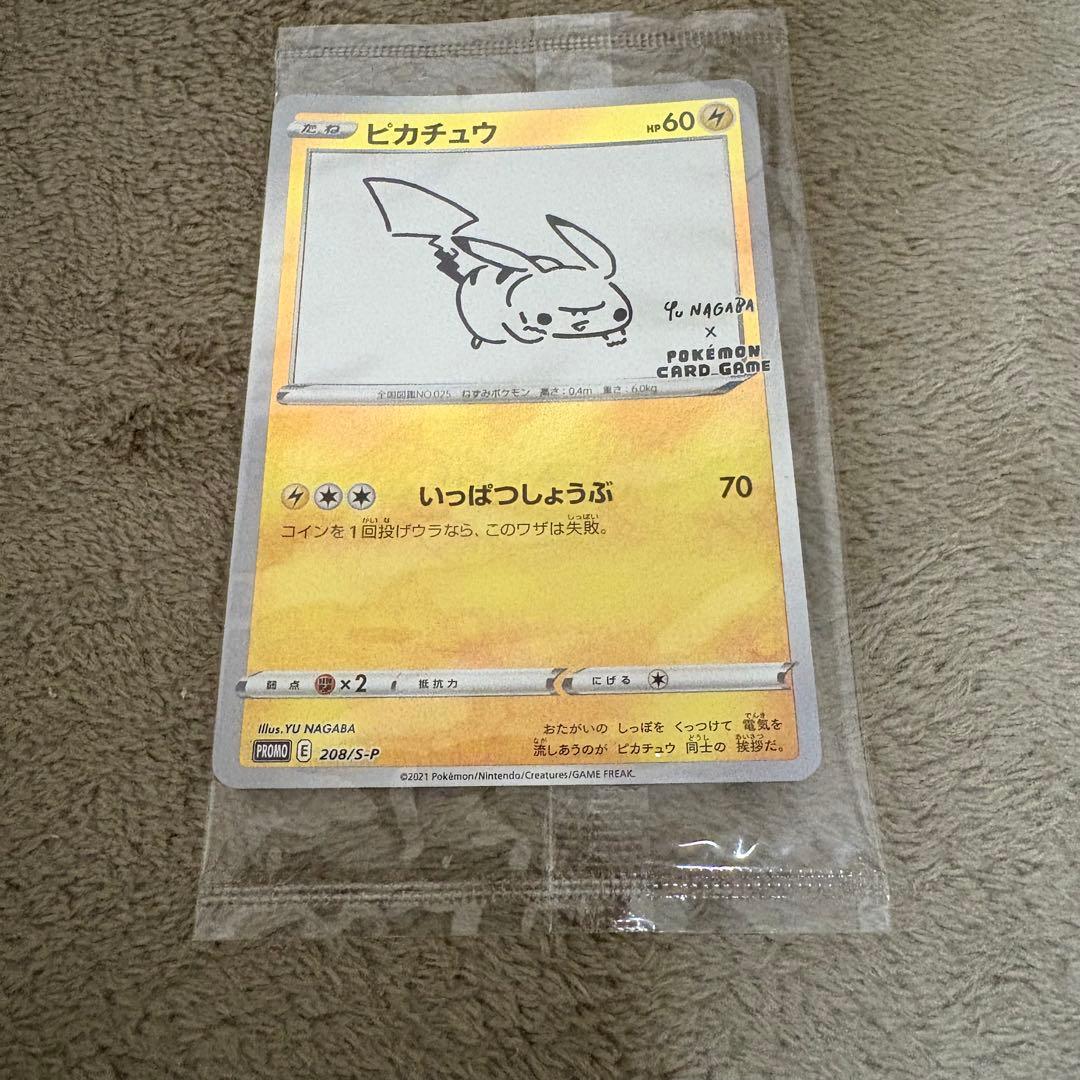 たね ピカチュウ HP60
YU NAGABA
×
POKÉMON
CARD GAME
全国図鑑NO.025 ねずみポケモン 高さ:0.4m 重さ:6.0kg
いっぱつしょうぶ 70
コインを1回投げウラなら、このワザは失敗。
弱点 ×2 抵抗力 にげる
Illus.YU NAGABA
おたがいの しっぽを くっつけて 電気を
流しあうのが ピカチュウ 同士の 挨拶だ。
PROMO E 208/S-P
©2021 Pokémon/Nintendo/Creatures/GAME FREAK.